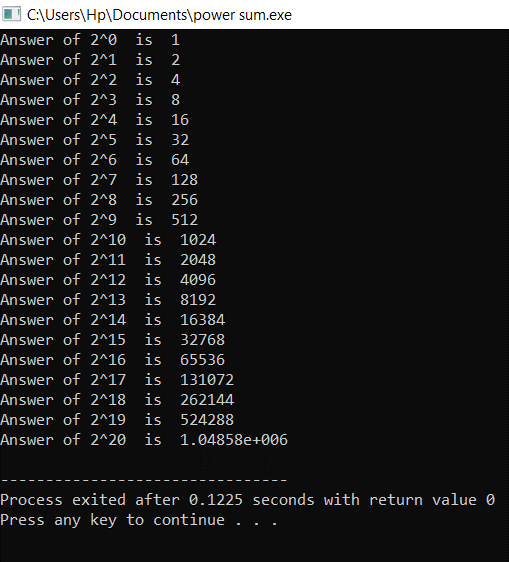 C:\Users\Hp\Documents\power sum.exe
Answer of 2^0  is  1
Answer of 2^1  is  2
Answer of 2^2  is  4
Answer of 2^3  is  8
Answer of 2^4  is  16
Answer of 2^5  is  32
Answer of 2^6  is  64
Answer of 2^7  is  128
Answer of 2^8  is  256
Answer of 2^9  is  512
Answer of 2^10  is  1024
Answer of 2^11  is  2048
Answer of 2^12  is  4096
Answer of 2^13  is  8192
Answer of 2^14  is  16384
Answer of 2^15  is  32768
Answer of 2^16  is  65536
Answer of 2^17  is  131072
Answer of 2^18  is  262144
Answer of 2^19  is  524288
Answer of 2^20  is  1.04858e+006
--------------------------------
Process exited after 0.1225 seconds with return value 0
Press any key to continue . . .